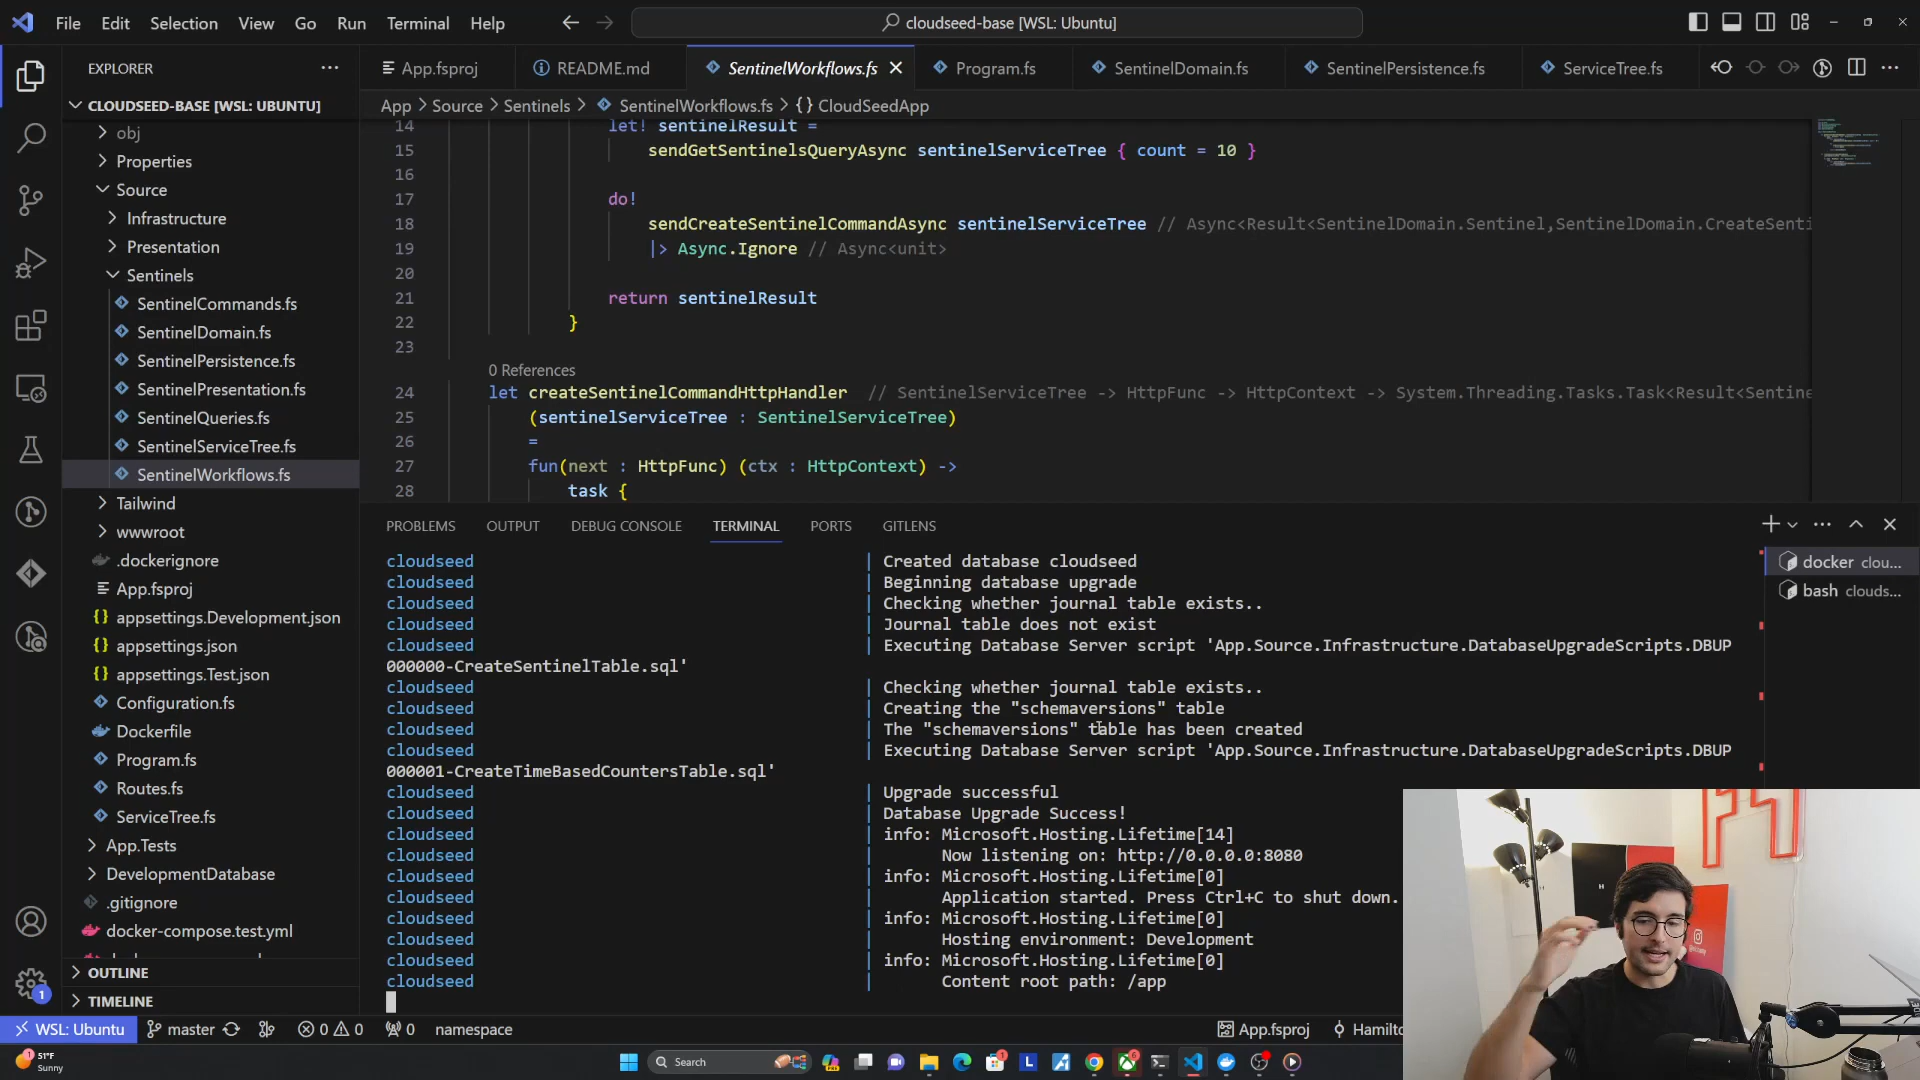 File Edit Selection View Go Run Terminal Help
cloudseed-base [WSL: Ubuntu]
EXPLORER
App.fsproj
README.md
SentinelWorkflows.fs
Program.fs
SentinelDomain.fs
SentinelPersistence.fs
ServiceTree.fs
CLOUDSEED-BASE [WSL: UBUNTU]
App > Source > Sentinels > SentinelWorkflows.fs > {} CloudSeedApp
obj
Properties
Source
Infrastructure
Presentation
Sentinels
SentinelCommands.fs
SentinelDomain.fs
SentinelPersistence.fs
SentinelPresentation.fs
SentinelQueries.fs
SentinelServiceTree.fs
SentinelWorkflows.fs
Tailwind
wwwroot
.dockerignore
App.fsproj
{} appsettings.Development.json
{} appsettings.json
{} appsettings.Test.json
Configuration.fs
Dockerfile
Program.fs
Routes.fs
ServiceTree.fs
App.Tests
DevelopmentDatabase
.gitignore
docker-compose.test.yml
OUTLINE
TIMELINE
14 let! sentinelResult =
15 sendGetSentinelsQueryAsync sentinelServiceTree { count = 10 }
16
17 do!
18 sendCreateSentinelCommandAsync sentinelServiceTree // Async<Result<SentinelDomain.Sentinel,SentinelDomain.CreateSenti
19 |> Async.Ignore // Async<unit>
20
21 return sentinelResult
22 }
23
0 References
24 let createSentinelCommandHttpHandler // SentinelServiceTree -> HttpFunc -> HttpContext -> System.Threading.Tasks.Task<Result<Sentine
25 (sentinelServiceTree : SentinelServiceTree)
26 =
27 fun(next : HttpFunc) (ctx : HttpContext) ->
28 task {
PROBLEMS OUTPUT DEBUG CONSOLE TERMINAL PORTS GITLENS
docker clou...
bash clouds...
cloudseed | Created database cloudseed
cloudseed | Beginning database upgrade
cloudseed | Checking whether journal table exists..
cloudseed | Journal table does not exist
cloudseed | Executing Database Server script 'App.Source.Infrastructure.DatabaseUpgradeScripts.DBUP
000000-CreateSentinelTable.sql'
cloudseed | Checking whether journal table exists..
cloudseed | Creating the "schemaversions" table
cloudseed | The "schemaversions" table has been created
cloudseed | Executing Database Server script 'App.Source.Infrastructure.DatabaseUpgradeScripts.DBUP
000001-CreateTimeBasedCountersTable.sql'
cloudseed | Upgrade successful
cloudseed | Database Upgrade Success!
cloudseed | info: Microsoft.Hosting.Lifetime[14]
cloudseed | Now listening on: http://0.0.0.0:8080
cloudseed | info: Microsoft.Hosting.Lifetime[0]
cloudseed | Application started. Press Ctrl+C to shut down.
cloudseed | info: Microsoft.Hosting.Lifetime[0]
cloudseed | Hosting environment: Development
cloudseed | info: Microsoft.Hosting.Lifetime[0]
cloudseed | Content root path: /app
1
WSL: Ubuntu master 0 0 0 namespace App.fsproj Hamilto
1
51°F
Sunny
Search